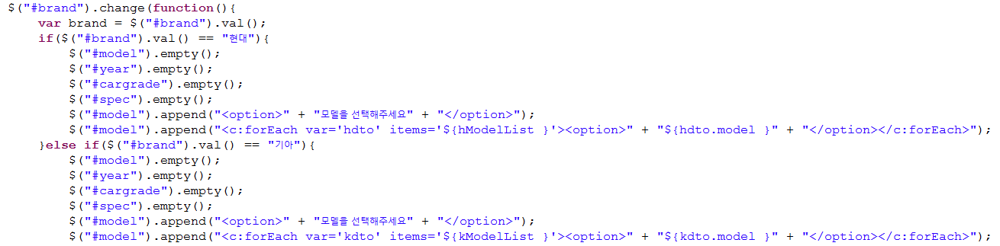 $("#brand").change(function(){
    var brand = $("#brand").val();
    if($("#brand").val() == "현대"){
        $("#model").empty();
        $("#year").empty();
        $("#cargrade").empty();
        $("#spec").empty();
        $("#model").append("<option>" + "모델을 선택해주세요" + "</option>");
        $("#model").append("<c:forEach var='hdto' items='${hModelList }'><option>" + "${hdto.model }" + "</option></c:forEach>");
    }else if($("#brand").val() == "기아"){
        $("#model").empty();
        $("#year").empty();
        $("#cargrade").empty();
        $("#spec").empty();
        $("#model").append("<option>" + "모델을 선택해주세요" + "</option>");
        $("#model").append("<c:forEach var='kdto' items='${kModelList }'><option>" + "${kdto.model }" + "</option></c:forEach>");